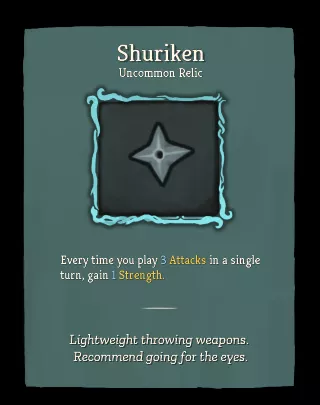 Shuriken
Uncommon Relic
Every time you play 3 Attacks in a single
turn, gain 1 Strength.
Lightweight throwing weapons.
Recommend going for the eyes.